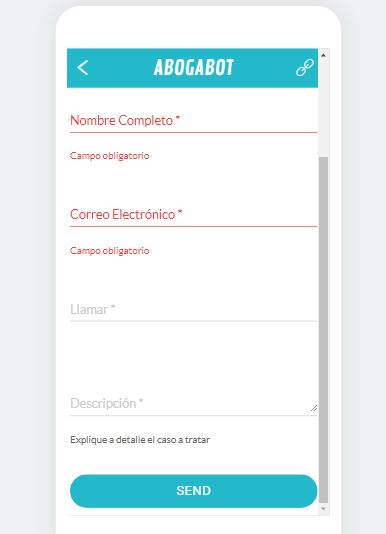 ABOGABOT
Nombre Completo *
Campo obligatorio
Correo Electrónico *
Campo obligatorio
Llamar *
Descripción *
Explique a detalle el caso a tratar
SEND